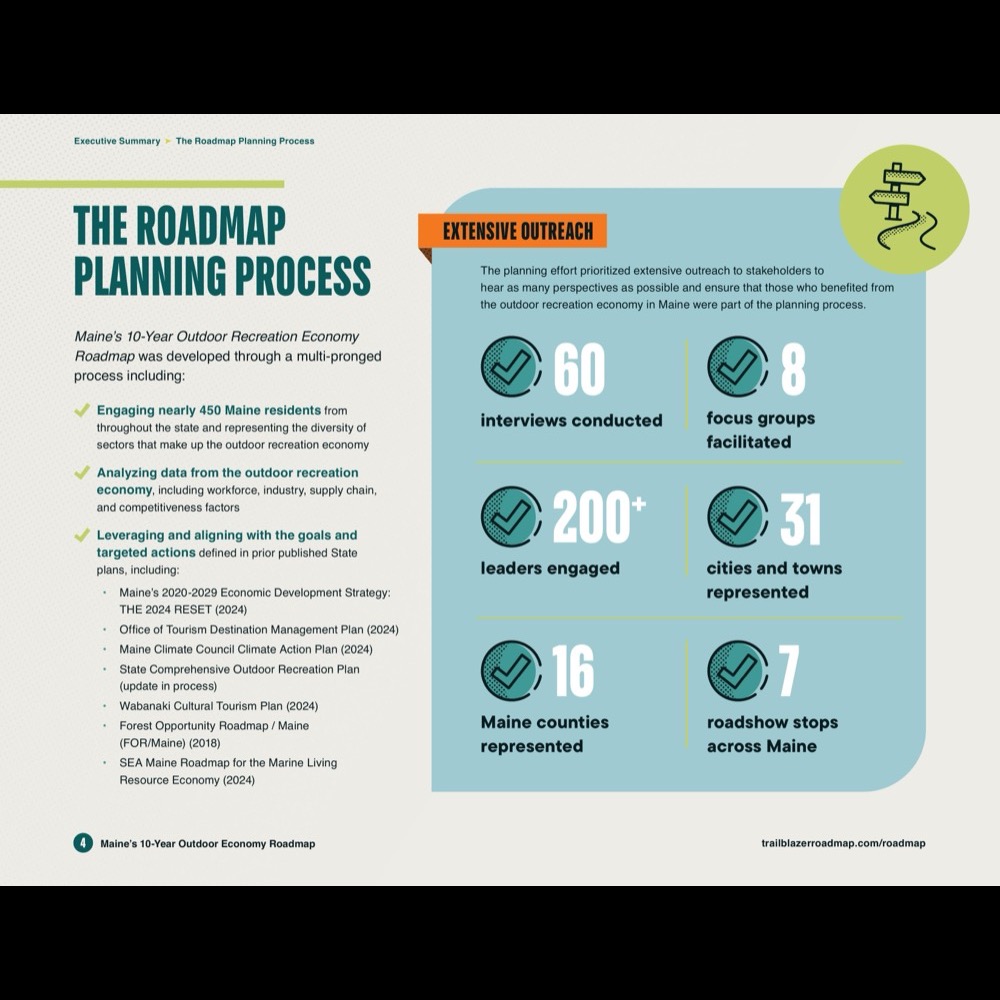 Executive Summary ➤ The Roadmap Planning Process
THE ROADMAP
PLANNING PROCESS
Maine's 10-Year Outdoor Recreation Economy
Roadmap was developed through a multi-pronged
process including:
Engaging nearly 450 Maine residents from
throughout the state and representing the diversity of
sectors that make up the outdoor recreation economy
Analyzing data from the outdoor recreation
economy, including workforce, industry, supply chain,
and competitiveness factors
Leveraging and aligning with the goals and
targeted actions defined in prior published State
plans, including:
• Maine's 2020-2029 Economic Development Strategy:
THE 2024 RESET (2024)
• Office of Tourism Destination Management Plan (2024)
• Maine Climate Council Climate Action Plan (2024)
• State Comprehensive Outdoor Recreation Plan
(update in process)
• Wabanaki Cultural Tourism Plan (2024)
• Forest Opportunity Roadmap / Maine
(FOR/Maine) (2018)
• SEA Maine Roadmap for the Marine Living
Resource Economy (2024)
EXTENSIVE OUTREACH
The planning effort prioritized extensive outreach to stakeholders to
hear as many perspectives as possible and ensure that those who benefited from
the outdoor recreation economy in Maine were part of the planning process.
60
interviews conducted
8
focus groups
facilitated
200+
leaders engaged
31
cities and towns
represented
16
Maine counties
represented
7
roadshow stops
across Maine
4 Maine's 10-Year Outdoor Economy Roadmap
trailblazerroadmap.com/roadmap